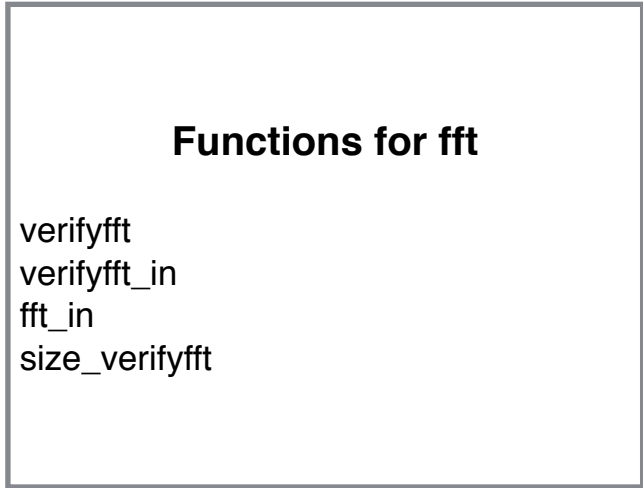 Functions for fft
verifyfft
verifyfft_in
fft_in
size_verifyfft